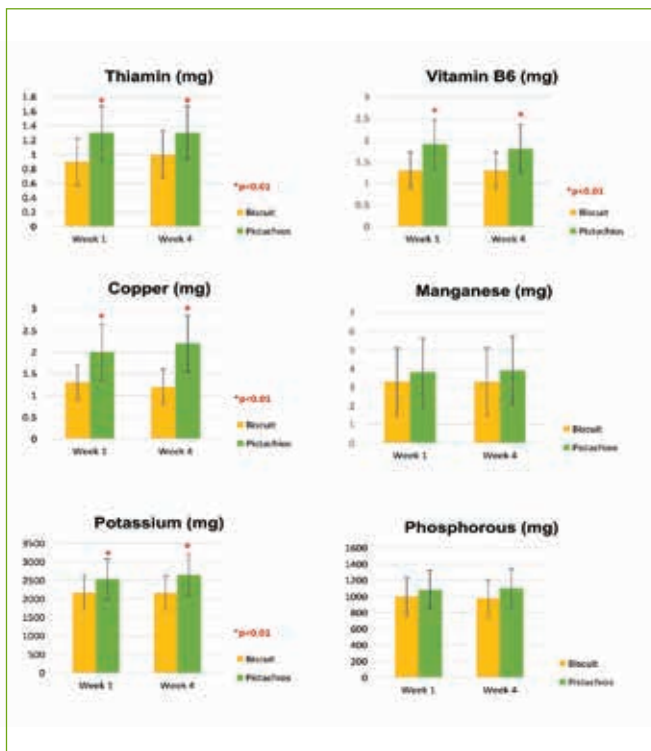 Thiamin (mg)
1.8
1.6
1.4
1.2
1
0.8
0.6
0.4
0.2
0
*
*
*p<0.01
Biscuit
Pistachios
Week 1
Week 4
Vitamin B6 (mg)
3
2.5
2
1.5
1
0.5
0
*
*
*p<0.01
Biscuit
Pistachios
Week 1
Week 4
Copper (mg)
3
2.5
2
1.5
1
0.5
0
*
*
*p<0.01
Biscuit
Pistachios
Week 1
Week 4
Manganese (mg)
7
6
5
4
3
2
1
0
Biscuit
Pistachios
Week 1
Week 4
Potassium (mg)
3500
3000
2500
2000
1500
1000
500
0
*
*
*p<0.01
Biscuit
Pistachios
Week 1
Week 4
Phosphorous (mg)
1600
1400
1200
1000
800
600
400
200
0
Biscuit
Pistachios
Week 1
Week 4